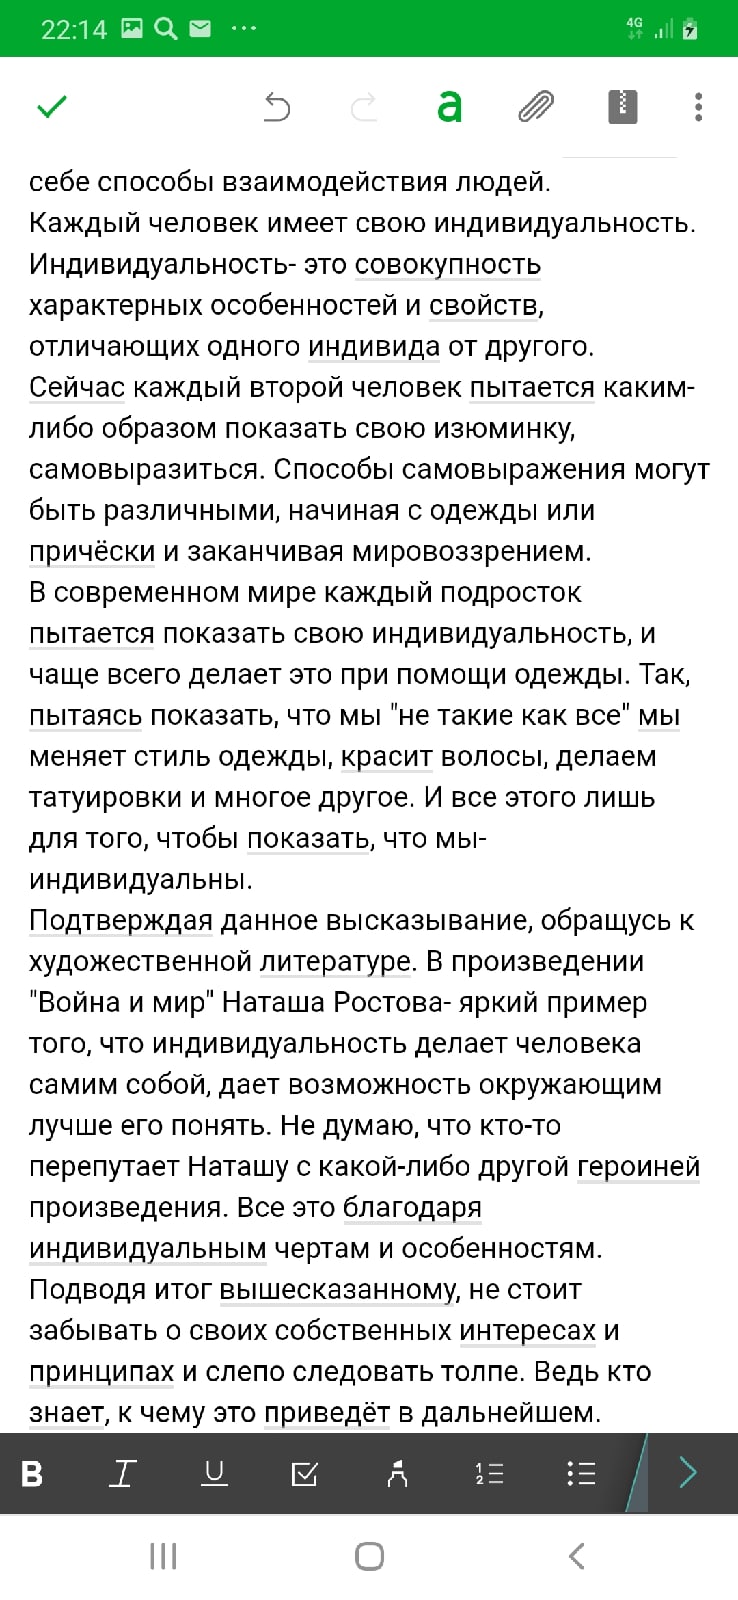 22:14
4G
a
себе способы взаимодействия людей.
Каждый человек имеет свою индивидуальность.
Индивидуальность- это совокупность
характерных особенностей и свойств,
отличающих одного индивида от другого.
Сейчас каждый второй человек пытается каким-
либо образом показать свою изюминку,
самовыразиться. Способы самовыражения могут
быть различными, начиная с одежды или
причёски и заканчивая мировоззрением.
В современном мире каждый подросток
пытается показать свою индивидуальность, и
чаще всего делает это при помощи одежды. Так,
пытаясь показать, что мы "не такие как все" мы
меняет стиль одежды, красит волосы, делаем
татуировки и многое другое. И все этого лишь
для того, чтобы показать, что мы-
индивидуальны.
Подтверждая данное высказывание, обращусь к
художественной литературе. В произведении
"Война и мир" Наташа Ростова- яркий пример
того, что индивидуальность делает человека
самим собой, дает возможность окружающим
лучше его понять. Не думаю, что кто-то
перепутает Наташу с какой-либо другой героиней
произведения. Все это благодаря
индивидуальным чертам и особенностям.
Подводя итог вышесказанному, не стоит
забывать о своих собственных интересах и
принципах и слепо следовать толпе. Ведь кто
знает, к чему это приведёт в дальнейшем.
B I U